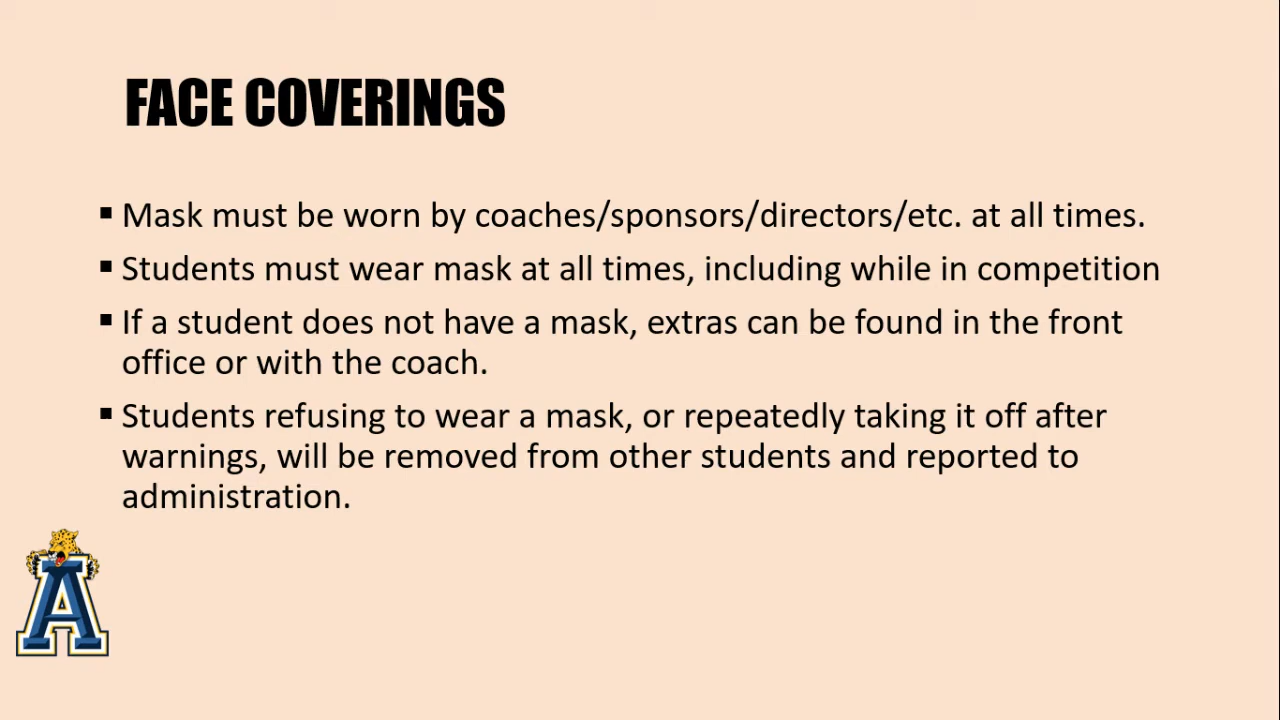 FACE COVERINGS
▪ Mask must be worn by coaches/sponsors/directors/etc. at all times.
▪ Students must wear mask at all times, including while in competition
▪ If a student does not have a mask, extras can be found in the front
office or with the coach.
▪ Students refusing to wear a mask, or repeatedly taking it off after
warnings, will be removed from other students and reported to
administration.
A